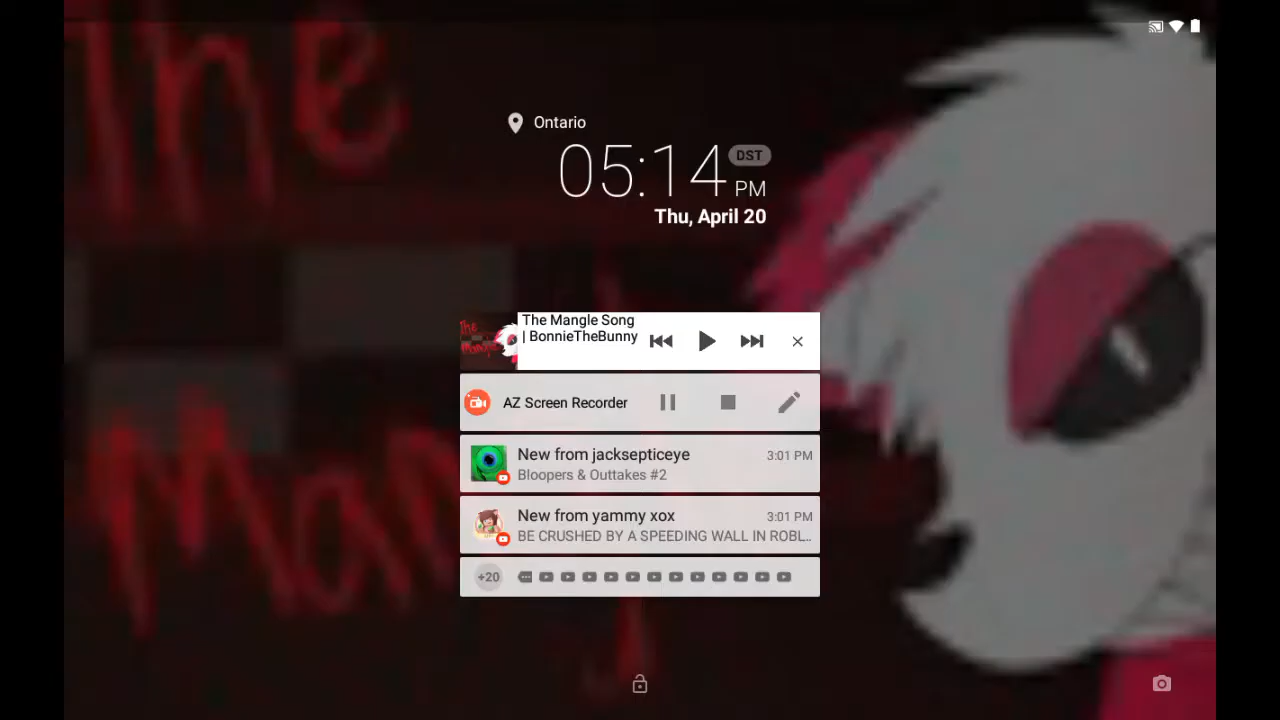 The
Mangle
Ontario
05:14 DST
PM
Thu, April 20
The Mangle Song
| BonnieTheBunny
AZ Screen Recorder
New from jacksepticeye 3:01 PM
Bloopers & Outtakes #2
New from yammy xox 3:01 PM
BE CRUSHED BY A SPEEDING WALL IN ROBL..
+20